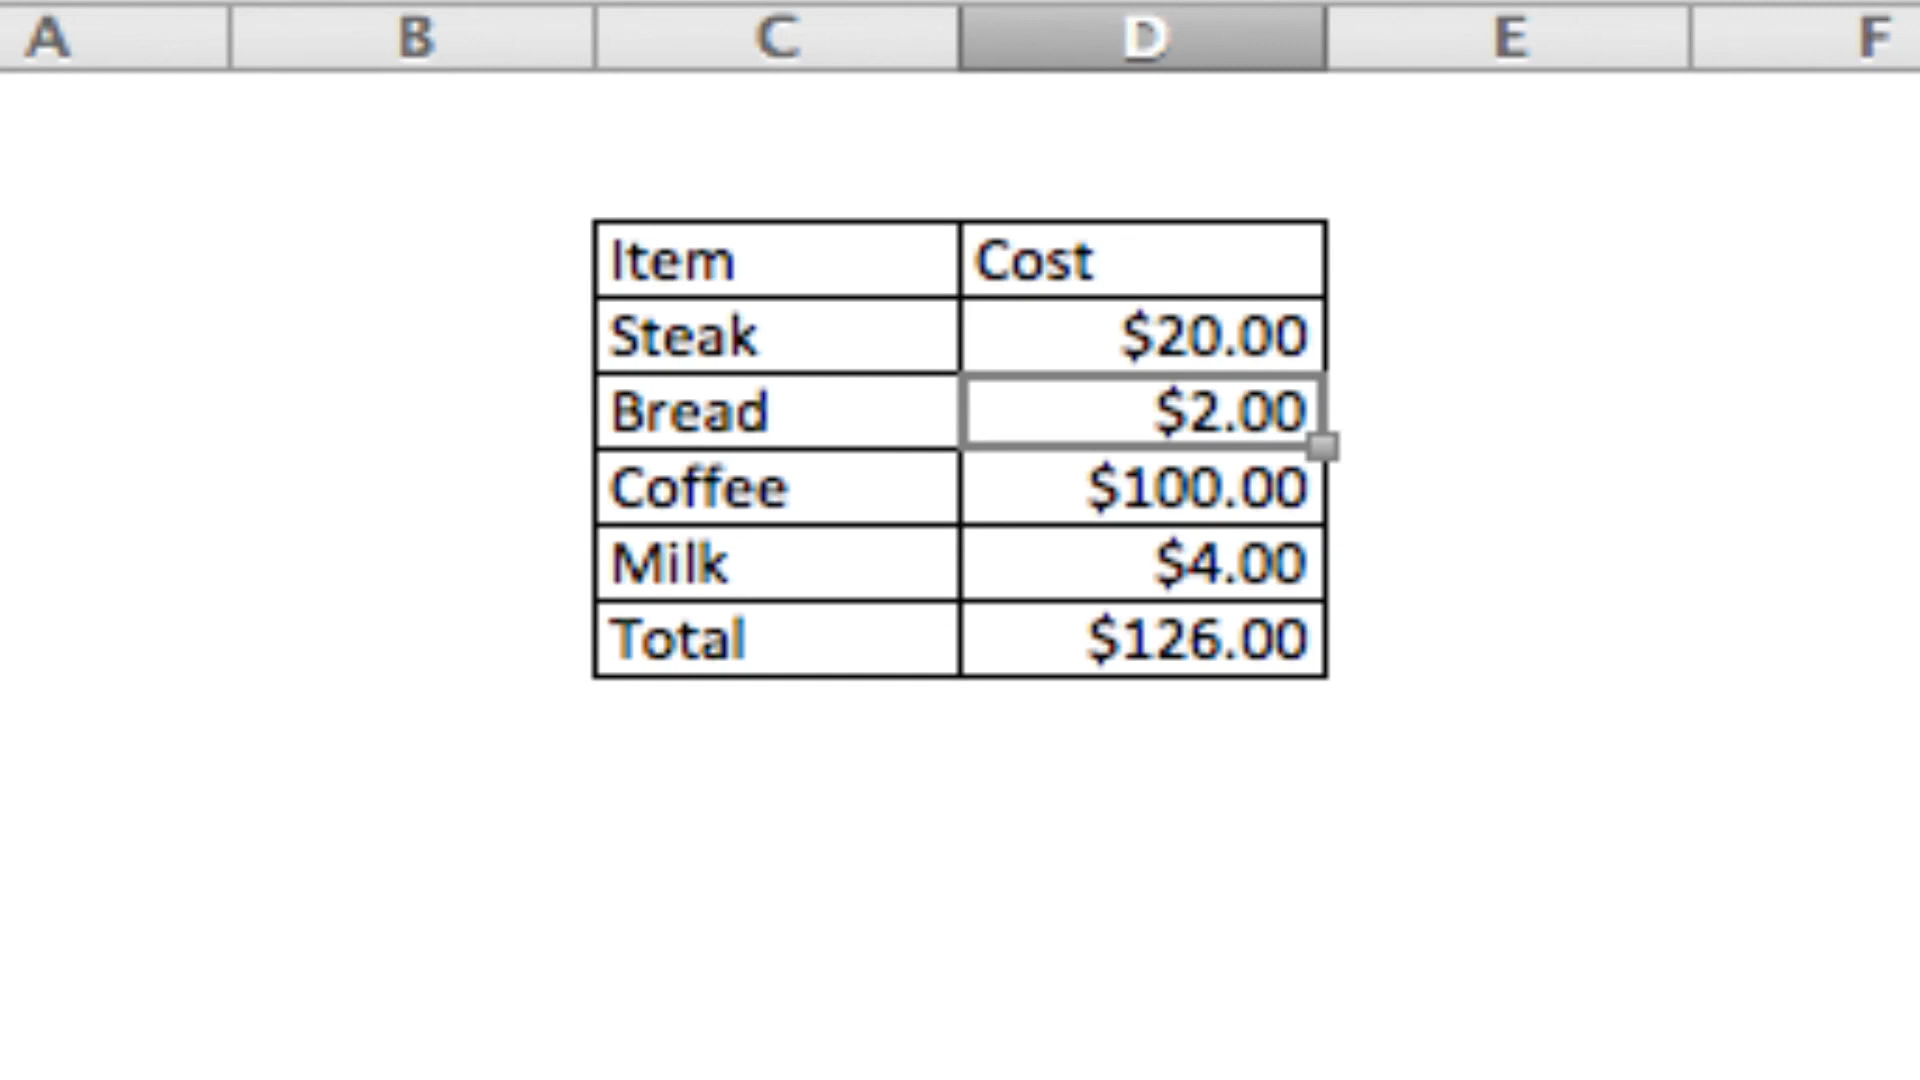 A B C D E F
Item Cost
Steak $20.00
Bread $2.00
Coffee $100.00
Milk $4.00
Total $126.00